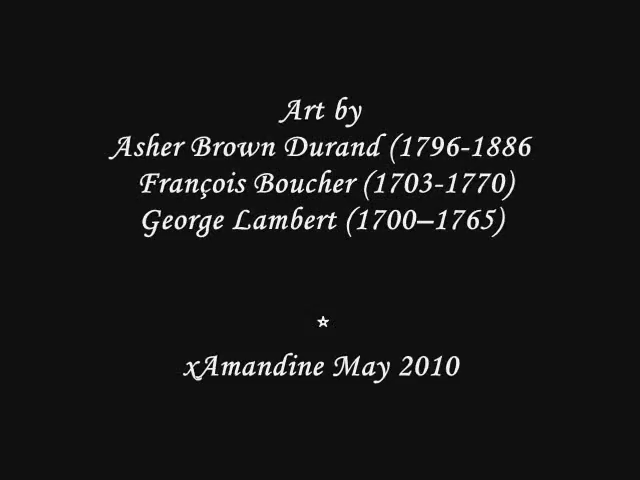 Art by
Asher Brown Durand (1796-1886
François Boucher (1703-1770)
George Lambert (1700–1765)
☆
xAmandine May 2010